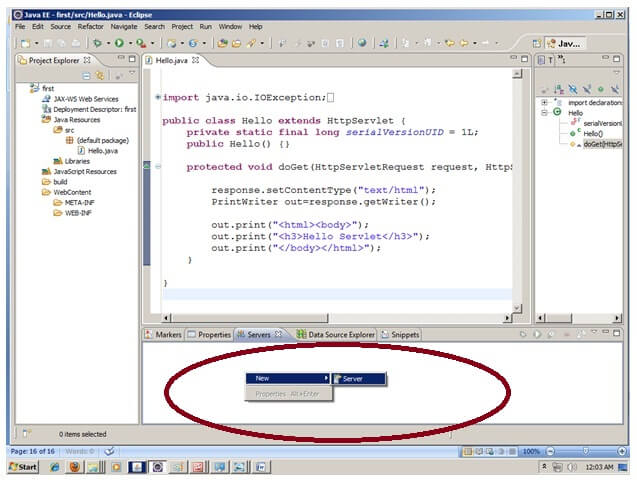 Java EE - first/src/Hello.java - Eclipse
File Edit Source Refactor Navigate Search Project Run Window Help
Java...
Project Explorer
first
JAX-WS Web Services
Deployment Descriptor: first
Java Resources
src
(default package)
Hello.java
Libraries
JavaScript Resources
build
WebContent
META-INF
WEB-INF
Hello.java
import java.io.IOException;
public class Hello extends HttpServlet {
private static final long serialVersionUID = 1L;
public Hello() {}
protected void doGet(HttpServletRequest request, HttpS
response.setContentType("text/html");
PrintWriter out=response.getWriter();
out.print("<html><body>");
out.print("<h3>Hello Servlet</h3>");
out.print("</body></html>");
}
}
import declarations
Hello
serialVersionU
Hello()
doGet(HttpSe
Markers Properties Servers Data Source Explorer Snippets
New
Server
Properties Alt+Enter
0 items selected
Page: 16 of 16 Words: 0 100%
Start 12:03 AM